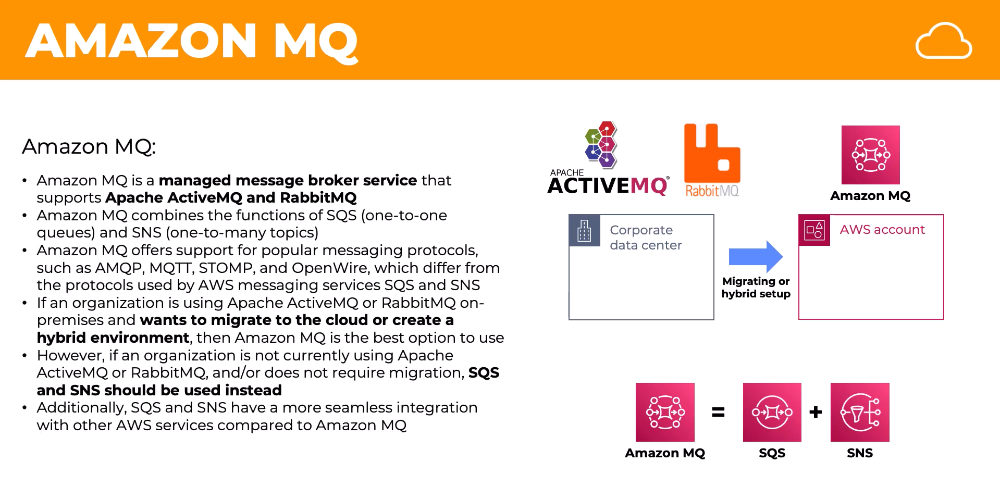 AMAZON MQ
Amazon MQ:
• Amazon MQ is a managed message broker service that
supports Apache ActiveMQ and RabbitMQ
• Amazon MQ combines the functions of SQS (one-to-one
queues) and SNS (one-to-many topics)
• Amazon MQ offers support for popular messaging protocols,
such as AMQP, MQTT, STOMP, and OpenWire, which differ from
the protocols used by AWS messaging services SQS and SNS
• If an organization is using Apache ActiveMQ or RabbitMQ on-
premises and wants to migrate to the cloud or create a
hybrid environment, then Amazon MQ is the best option to use
• However, if an organization is not currently using Apache
ActiveMQ or RabbitMQ, and/or does not require migration, SQS
and SNS should be used instead
• Additionally, SQS and SNS have a more seamless integration
with other AWS services compared to Amazon MQ
APACHE
ACTIVEMQ®
RabbitMQ
Amazon MQ
Corporate
data center
Migrating or
hybrid setup
AWS account
=
+
Amazon MQ
SQS
SNS